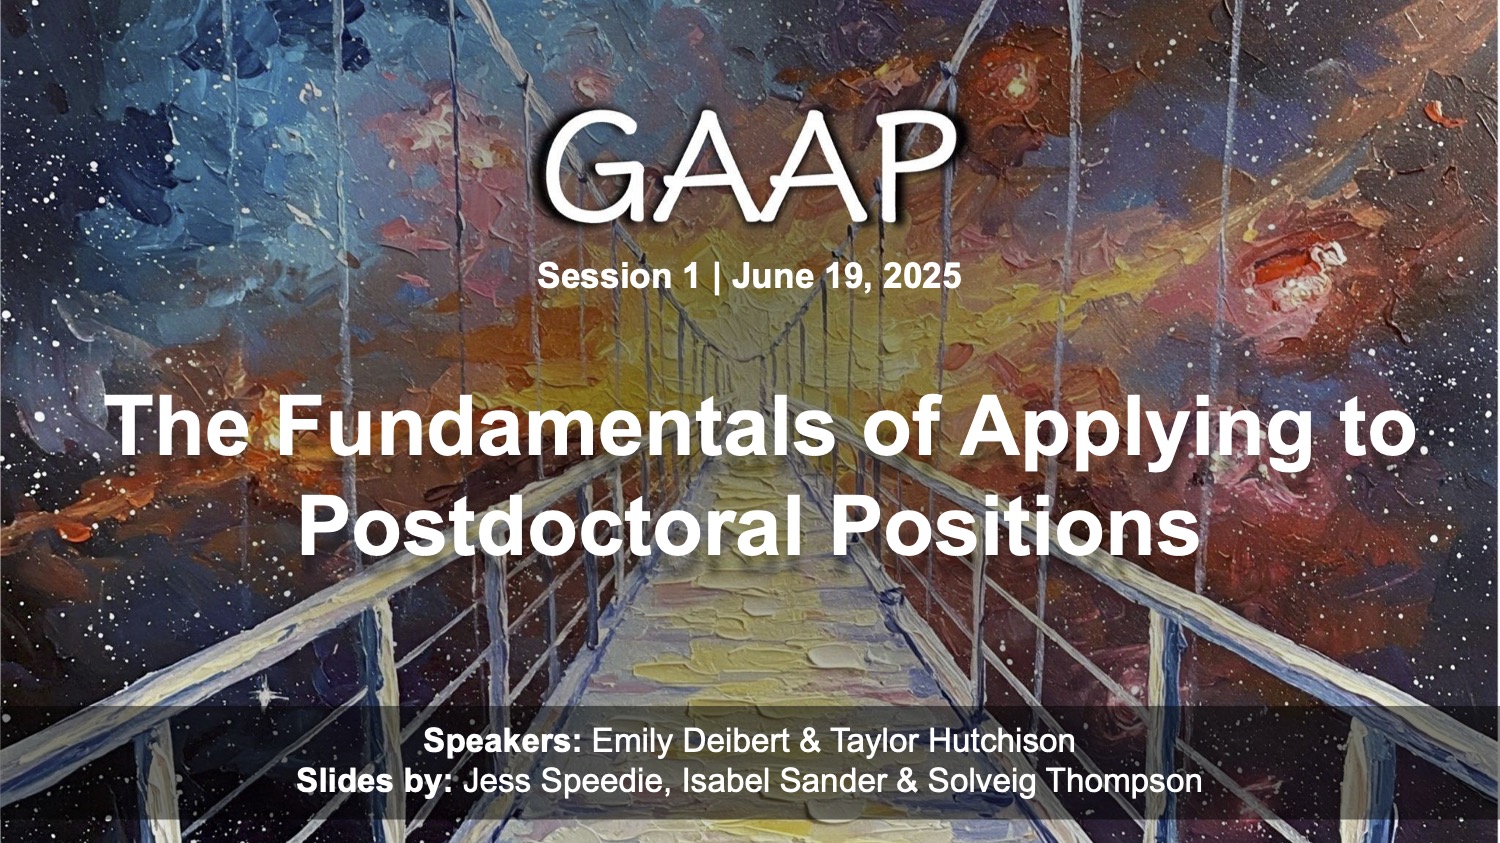 GAAP
Session 1 | June 19, 2025
The Fundamentals of Applying to
Postdoctoral Positions
Speakers: Emily Deibert & Taylor Hutchison
Slides by: Jess Speedie, Isabel Sander & Solveig Thompson